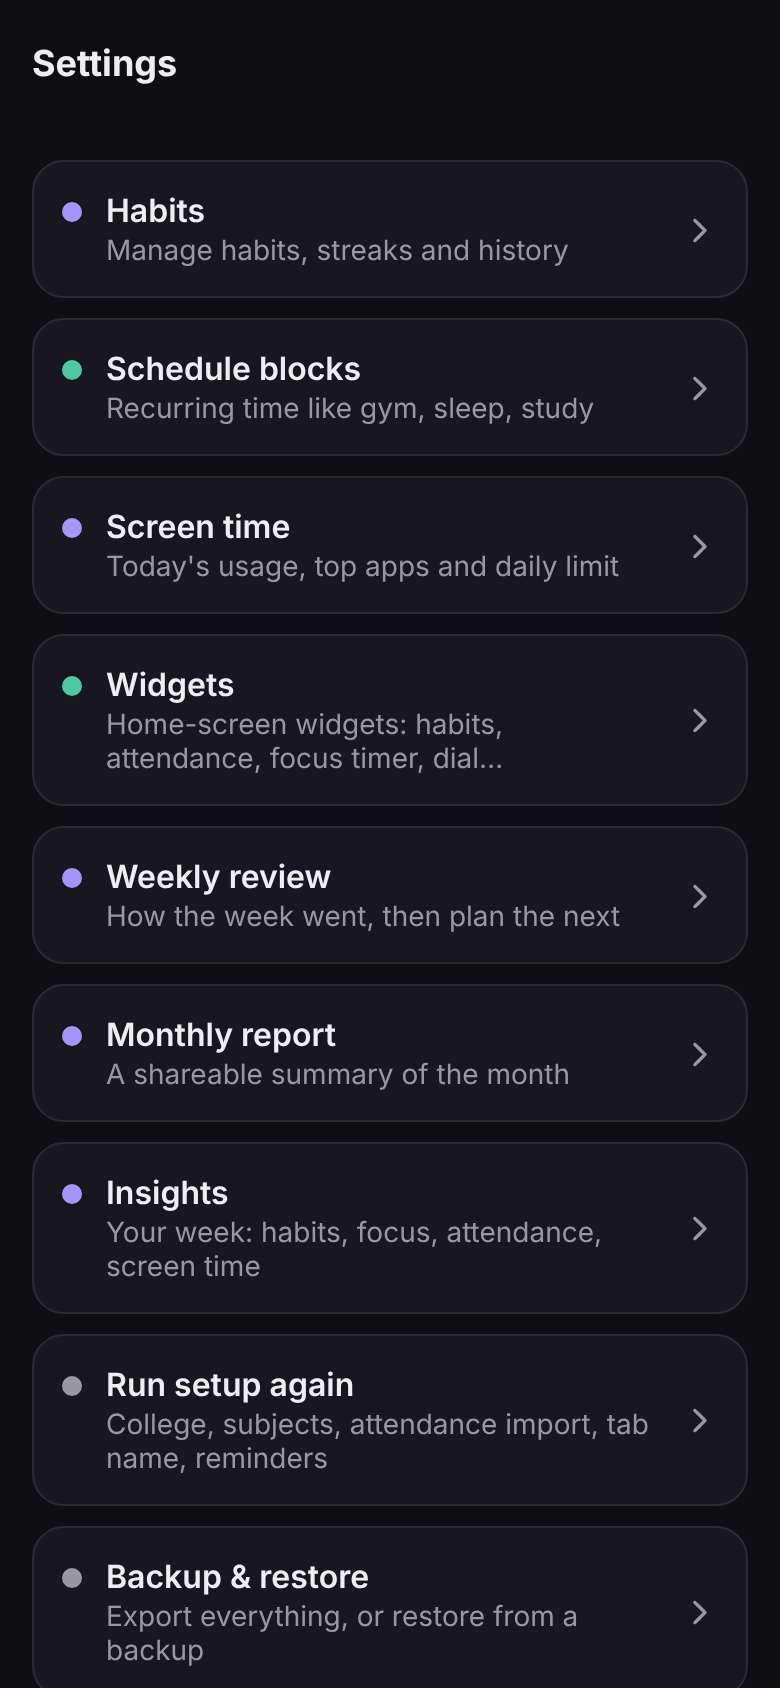 Settings
Habits
Manage habits, streaks and history
Schedule blocks
Recurring time like gym, sleep, study
Screen time
Today's usage, top apps and daily limit
Widgets
Home-screen widgets: habits,
attendance, focus timer, dial...
Weekly review
How the week went, then plan the next
Monthly report
A shareable summary of the month
Insights
Your week: habits, focus, attendance,
screen time
Run setup again
College, subjects, attendance import, tab
name, reminders
Backup & restore
Export everything, or restore from a
backup